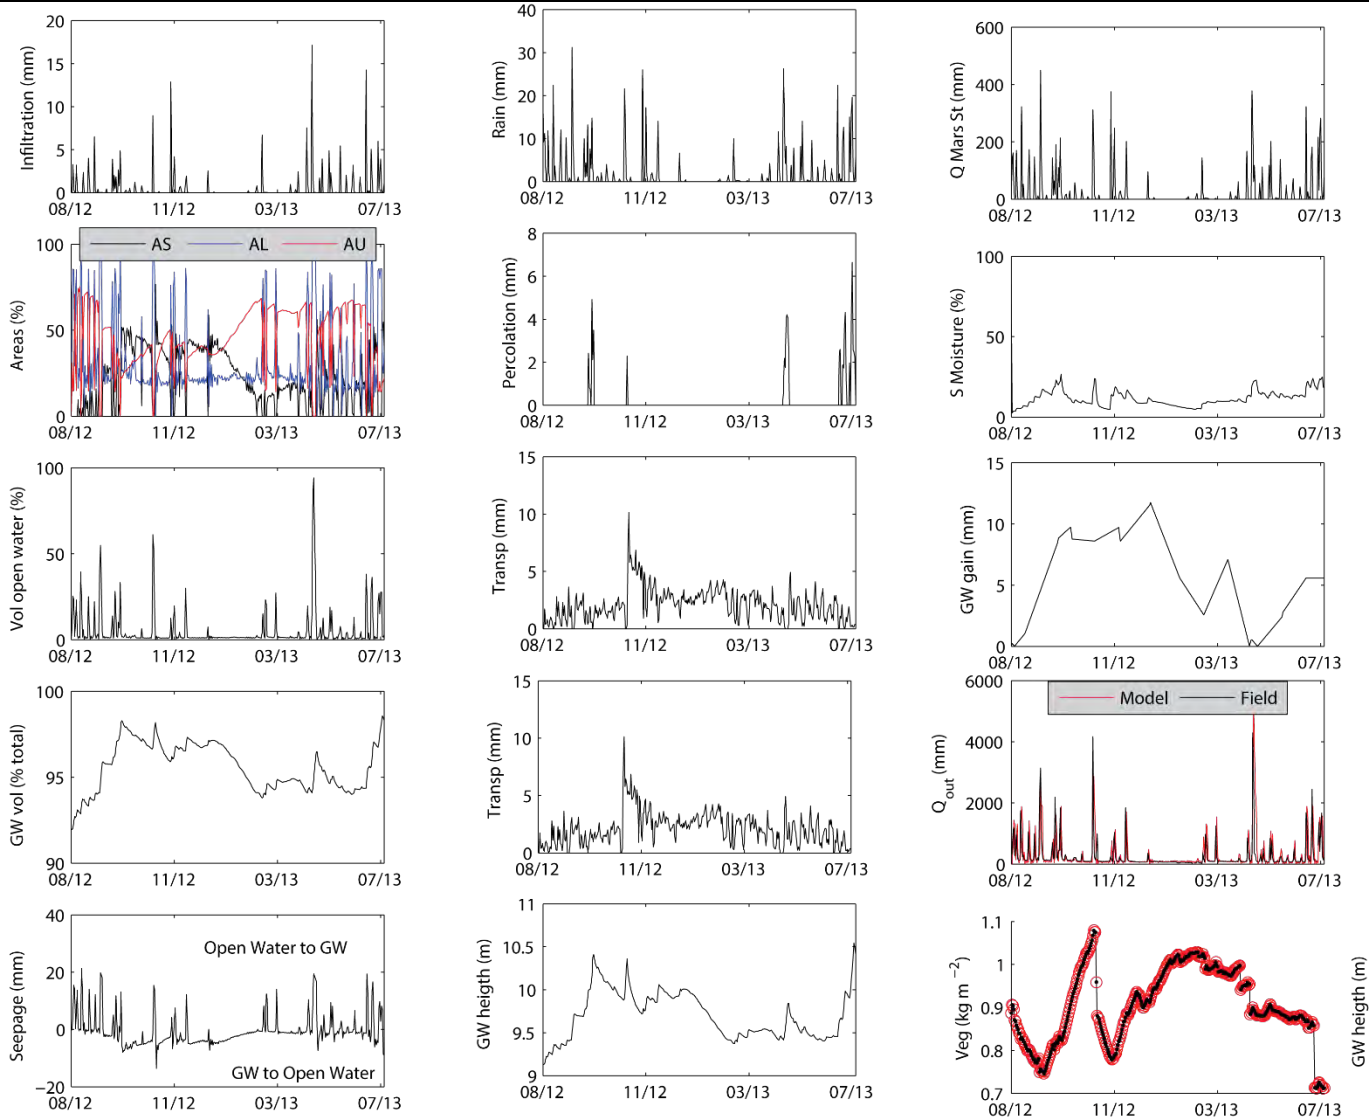 Infiltration (mm)
20
15
10
5
0
08/12 11/12 03/13 07/13
Rain (mm)
40
30
20
10
0
08/12 11/12 03/13 07/13
Q Mars St (mm)
600
400
200
0
08/12 11/12 03/13 07/13
Areas (%)
AS AL AU
100
50
0
08/12 11/12 03/13 07/13
Percolation (mm)
8
6
4
2
0
08/12 11/12 03/13 07/13
S Moisture (%)
100
50
0
08/12 11/12 03/13 07/13
Vol open water (%)
100
50
0
08/12 11/12 03/13 07/13
Transp (mm)
15
10
5
0
08/12 11/12 03/13 07/13
GW gain (mm)
15
10
5
0
08/12 11/12 03/13 07/13
GW vol (% total)
100
95
90
08/12 11/12 03/13 07/13
Transp (mm)
15
10
5
0
08/12 11/12 03/13 07/13
Q out (mm)
Model Field
6000
4000
2000
0
08/12 11/12 03/13 07/13
Seepage (mm)
40
20
0
−20
Open Water to GW
GW to Open Water
08/12 11/12 03/13 07/13
GW heigth (m)
11
10.5
10
9.5
9
08/12 11/12 03/13 07/13
Veg (kg m −2)
1.1
1
0.9
0.8
0.7
08/12 11/12 03/13 07/13
GW heigth (m)